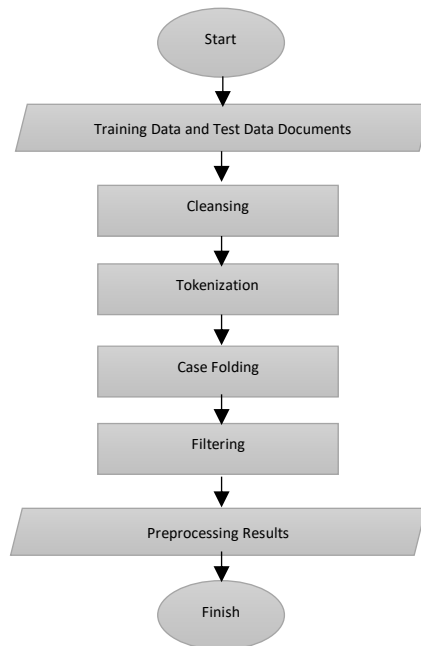 Start
Training Data and Test Data Documents
Cleansing
Tokenization
Case Folding
Filtering
Preprocessing Results
Finish